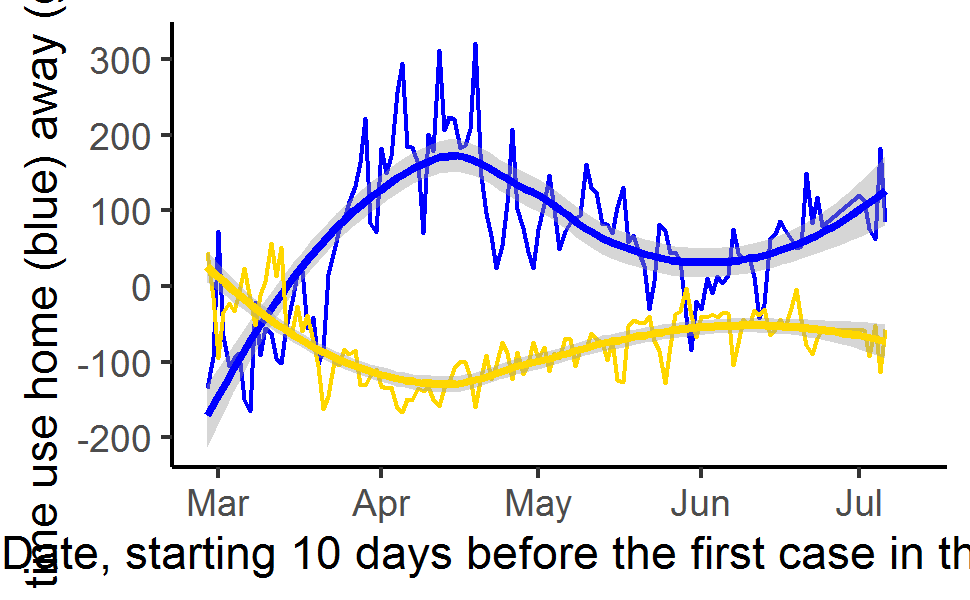 time use home (blue) away (
300
200
100
0
-100
-200
Mar Apr May Jun Jul
Date, starting 10 days before the first case in th